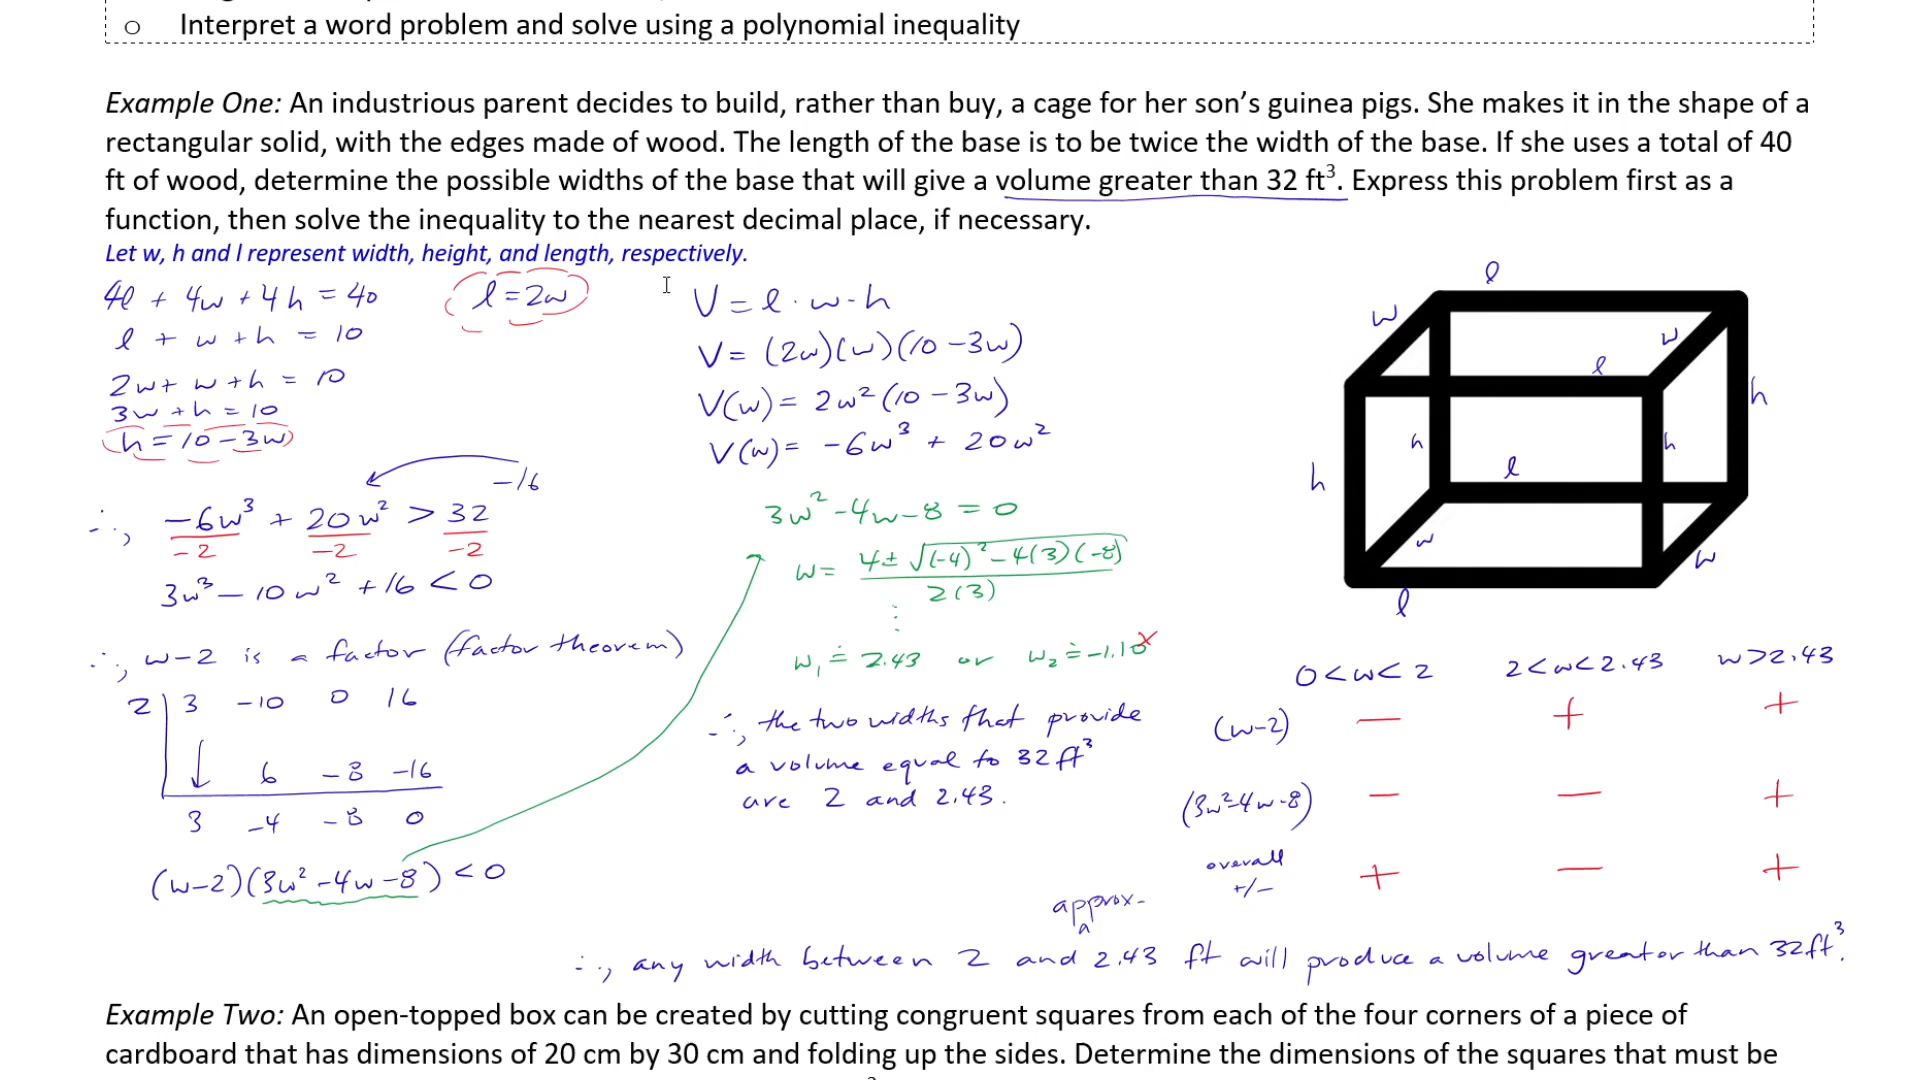 o Interpret a word problem and solve using a polynomial inequality
Example One: An industrious parent decides to build, rather than buy, a cage for her son's guinea pigs. She makes it in the shape of a
rectangular solid, with the edges made of wood. The length of the base is to be twice the width of the base. If she uses a total of 40
ft of wood, determine the possible widths of the base that will give a volume greater than 32 ft³. Express this problem first as a
function, then solve the inequality to the nearest decimal place, if necessary.
Let w, h and l represent width, height, and length, respectively.
4l + 4w + 4h = 40
l = 2w
l + w + h = 10
2w + w + h = 10
3w + h = 10
h = 10 - 3w
-16
∴, -6w³ + 20w² > 32
-2 -2 -2
3w³ - 10w² + 16 < 0
∴, w-2 is a factor (factor theorem)
2 3 -10 0 16
↓ 6 -8 -16
3 -4 -8 0
(w-2)(3w² - 4w - 8) < 0
V = l · w · h
V = (2w)(w)(10 - 3w)
V(w) = 2w²(10 - 3w)
V(w) = -6w³ + 20w²
3w² - 4w - 8 = 0
w = 4 ± √(-4)² - 4(3)(-8)
2(3)
⋮
w₁ ≐ 2.43 or w₂ ≐ -1.10 x
∴, the two widths that provide
a volume equal to 32 ft³
are 2 and 2.43.
l
w
w
l
h
h
h
l
h
w
w
l
0 < w < 2 2 < w < 2.43 w > 2.43
(w-2) - + +
(3w²-4w-8) - - +
overall
+/- + - +
approx.
^
∴, any width between 2 and 2.43 ft will produce a volume greater than 32 ft³.
Example Two: An open-topped box can be created by cutting congruent squares from each of the four corners of a piece of
cardboard that has dimensions of 20 cm by 30 cm and folding up the sides. Determine the dimensions of the squares that must be